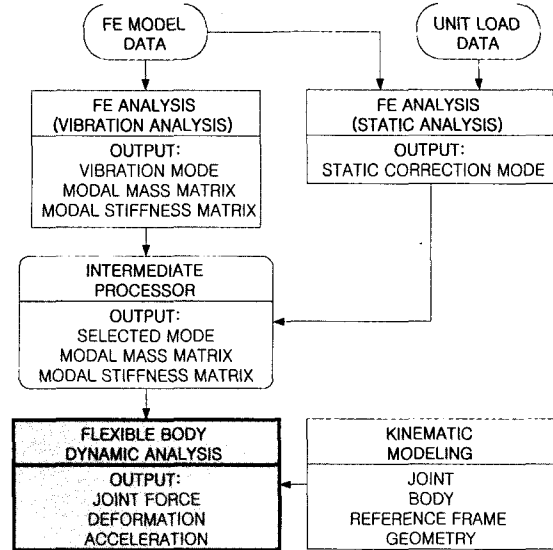 FE MODEL
DATA
UNIT LOAD
DATA
FE ANALYSIS
(VIBRATION ANALYSIS)
OUTPUT:
VIBRATION MODE
MODAL MASS MATRIX
MODAL STIFFNESS MATRIX
FE ANALYSIS
(STATIC ANALYSIS)
OUTPUT:
STATIC CORRECTION MODE
INTERMEDIATE
PROCESSOR
OUTPUT:
SELECTED MODE
MODAL MASS MATRIX
MODAL STIFFNESS MATRIX
FLEXIBLE BODY
DYNAMIC ANALYSIS
OUTPUT:
JOINT FORCE
DEFORMATION
ACCELERATION
KINEMATIC
MODELING
JOINT
BODY
REFERENCE FRAME
GEOMETRY